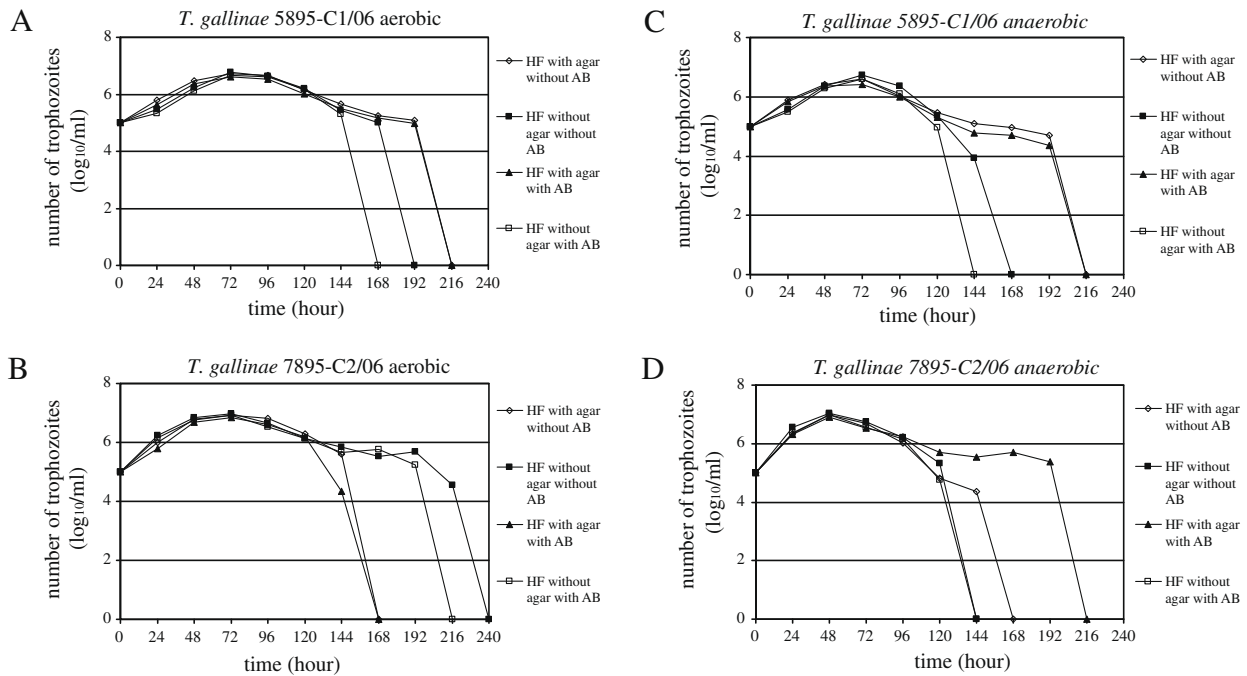 A
T. gallinae 5895-C1/06 aerobic
number of trophozoites
(log10/ml)
8
6
4
2
0
0 24 48 72 96 120 144 168 192 216 240
time (hour)
HF with agar
without AB
HF without
agar without
AB
HF with agar
with AB
HF without
agar with AB
C
T. gallinae 5895-C1/06 anaerobic
number of trophozoites
(log10/ml)
8
6
4
2
0
0 24 48 72 96 120 144 168 192 216 240
time (hour)
HF with agar
without AB
HF without
agar without
AB
HF with agar
with AB
HF without
agar with AB
B
T. gallinae 7895-C2/06 aerobic
number of trophozoites
(log10/ml)
8
6
4
2
0
0 24 48 72 96 120 144 168 192 216 240
time (hour)
HF with agar
without AB
HF without
agar without
AB
HF with agar
with AB
HF without
agar with AB
D
T. gallinae 7895-C2/06 anaerobic
number of trophozoites
(log10/ml)
8
6
4
2
0
0 24 48 72 96 120 144 168 192 216 240
time (hour)
HF with agar
without AB
HF without
agar without
AB
HF with agar
with AB
HF without
agar with AB